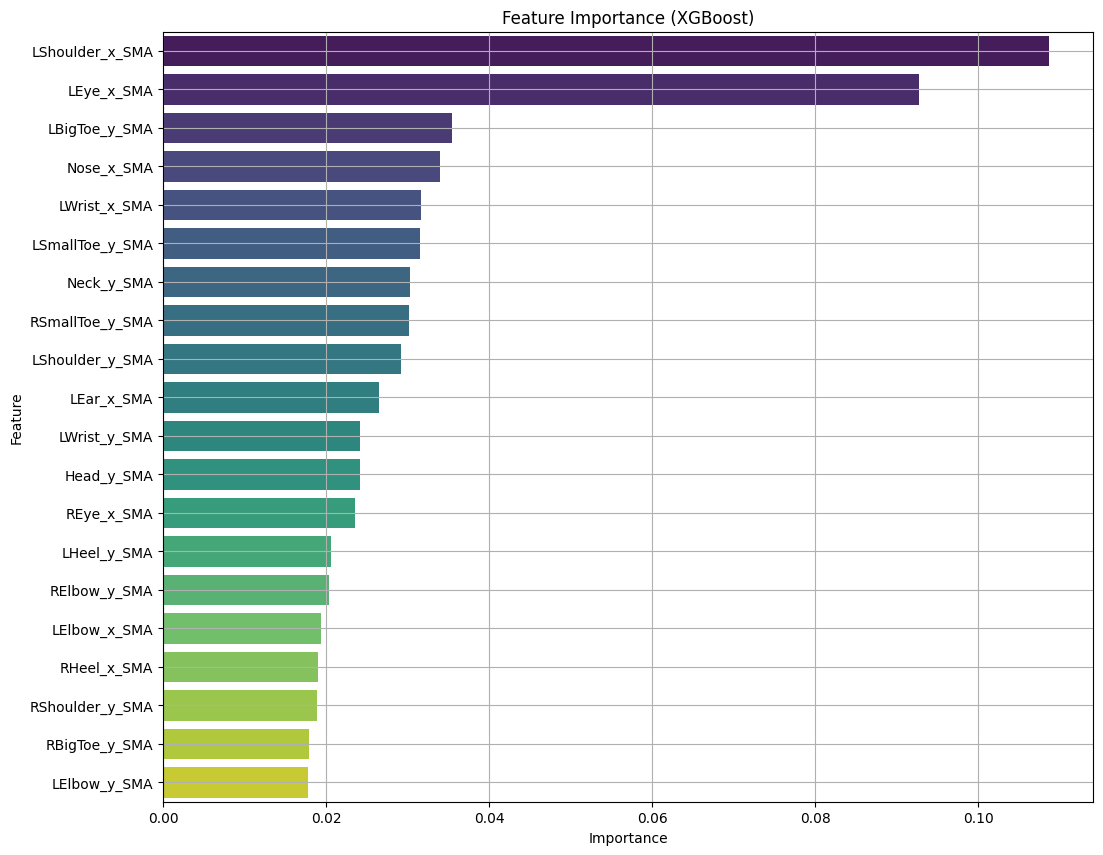 Feature Importance (XGBoost)
LShoulder_x_SMA
LEye_x_SMA
LBigToe_y_SMA
Nose_x_SMA
LWrist_x_SMA
LSmallToe_y_SMA
Neck_y_SMA
RSmallToe_y_SMA
LShoulder_y_SMA
LEar_x_SMA
LWrist_y_SMA
Head_y_SMA
REye_x_SMA
LHeel_y_SMA
RElbow_y_SMA
LElbow_x_SMA
RHeel_x_SMA
RShoulder_y_SMA
RBigToe_y_SMA
LElbow_y_SMA
Feature
0.00 0.02 0.04 0.06 0.08 0.10
Importance